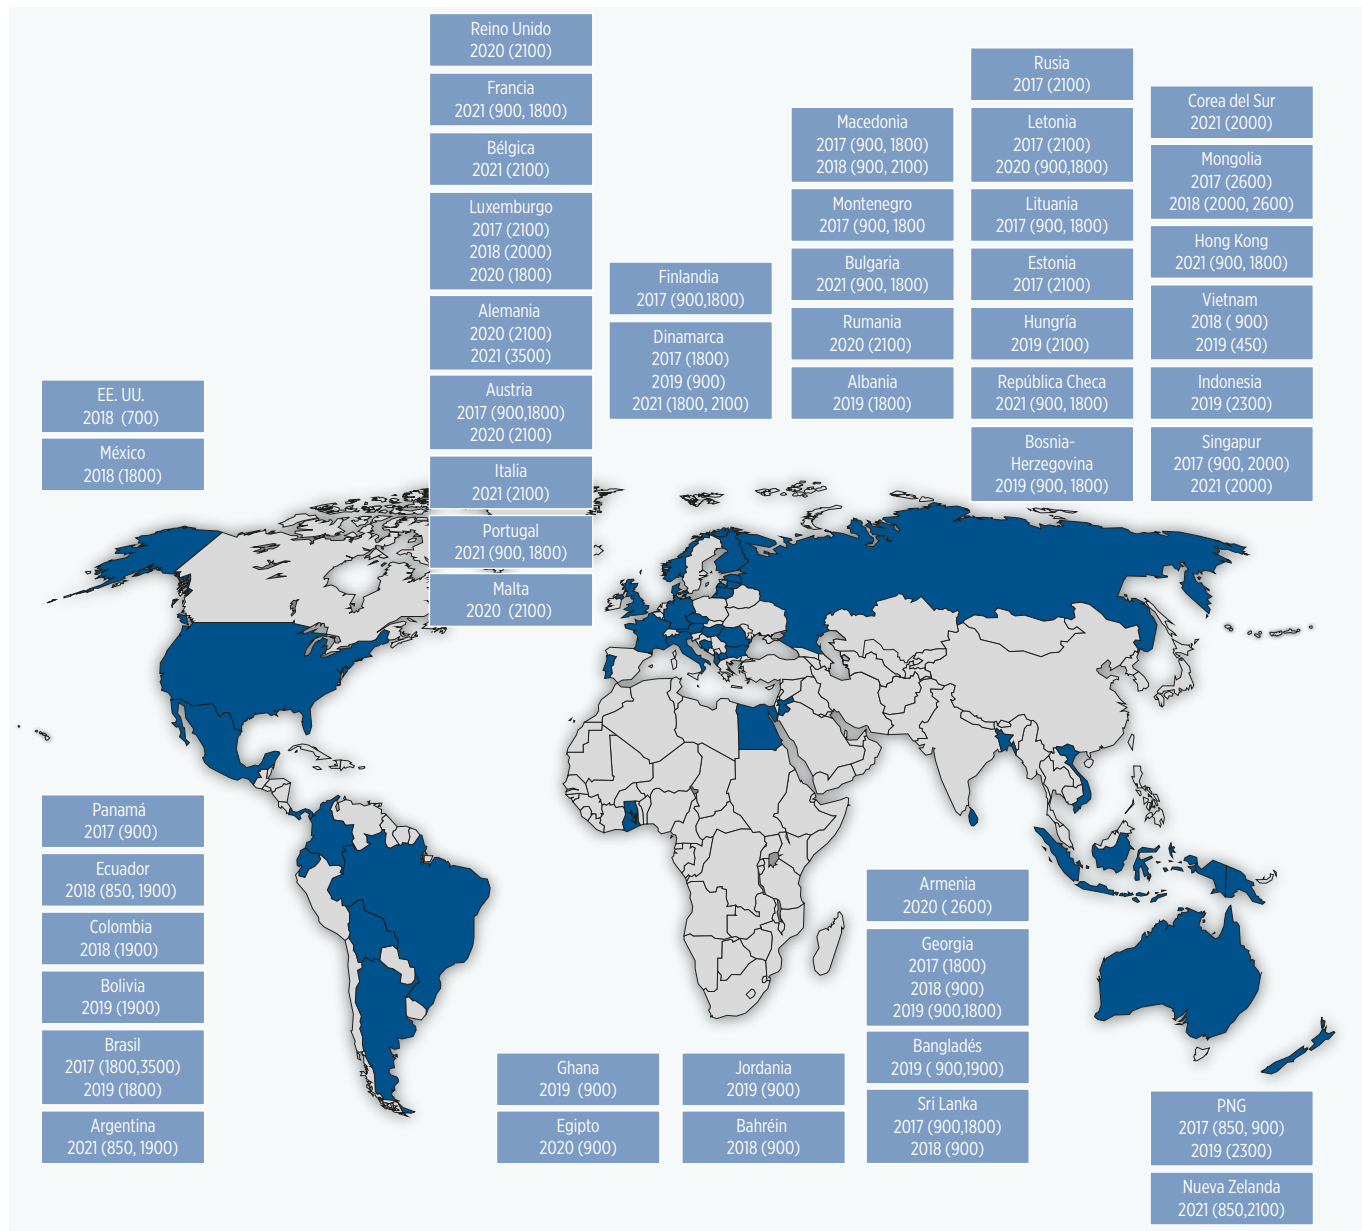 Reino Unido
2020 (2100)
Francia
2021 (900, 1800)
Bélgica
2021 (2100)
Luxemburgo
2017 (2100)
2018 (2000)
2020 (1800)
Alemania
2020 (2100)
2021 (3500)
Austria
2017 (900,1800)
2020 (2100)
Italia
2021 (2100)
Portugal
2021 (900, 1800)
Malta
2020 (2100)
Finlandia
2017 (900,1800)
Dinamarca
2017 (1800)
2019 (900)
2021 (1800, 2100)
Macedonia
2017 (900, 1800)
2018 (900, 2100)
Montenegro
2017 (900, 1800
Bulgaria
2021 (900, 1800)
Rumania
2020 (2100)
Albania
2019 (1800)
Rusia
2017 (2100)
Letonia
2017 (2100)
2020 (900,1800)
Lituania
2017 (900, 1800)
Estonia
2017 (2100)
Hungría
2019 (2100)
República Checa
2021 (900, 1800)
Bosnia-
Herzegovina
2019 (900, 1800)
Corea del Sur
2021 (2000)
Mongolia
2017 (2600)
2018 (2000, 2600)
Hong Kong
2021 (900, 1800)
Vietnam
2018 ( 900)
2019 (450)
Indonesia
2019 (2300)
Singapur
2017 (900, 2000)
2021 (2000)
EE. UU.
2018 (700)
México
2018 (1800)
Panamá
2017 (900)
Ecuador
2018 (850, 1900)
Colombia
2018 (1900)
Bolivia
2019 (1900)
Brasil
2017 (1800,3500)
2019 (1800)
Argentina
2021 (850, 1900)
Ghana
2019 (900)
Egipto
2020 (900)
Jordania
2019 (900)
Bahréin
2018 (900)
Armenia
2020 ( 2600)
Georgia
2017 (1800)
2018 (900)
2019 (900,1800)
Bangladés
2019 ( 900,1900)
Sri Lanka
2017 (900,1800)
2018 (900)
PNG
2017 (850, 900)
2019 (2300)
Nueva Zelanda
2021 (850,2100)